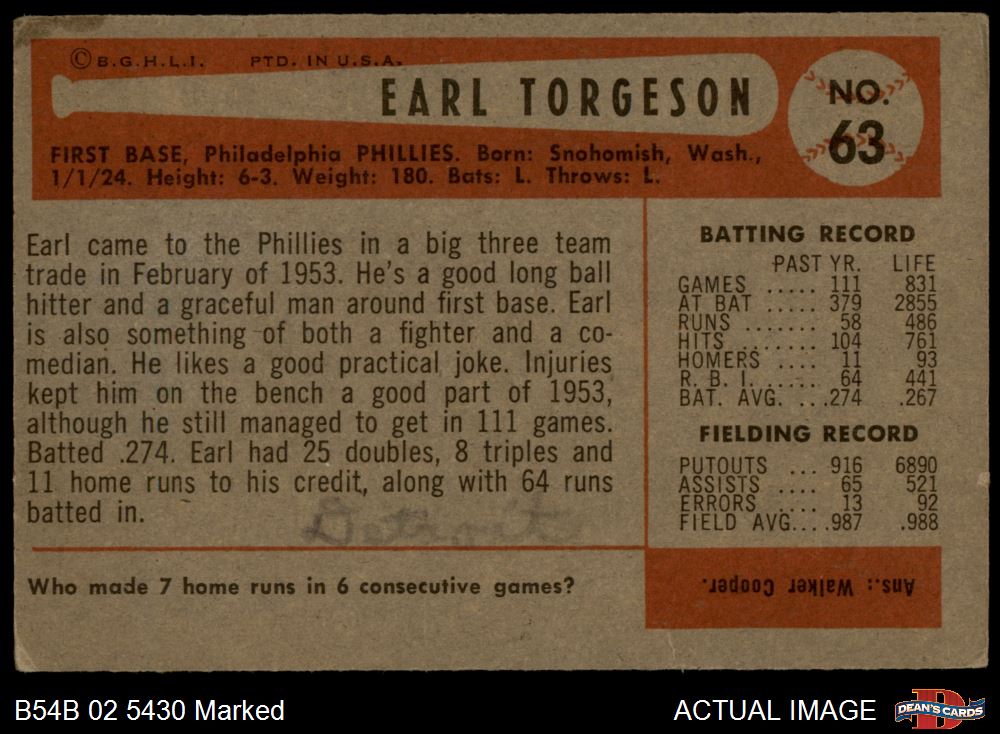 © B.G.H.L.I. PTD. IN U.S.A.
EARL TORGESON
NO.
63
FIRST BASE, Philadelphia PHILLIES. Born: Snohomish, Wash.,
1/1/24. Height: 6-3. Weight: 180. Bats: L. Throws: L.
Earl came to the Phillies in a big three team
trade in February of 1953. He's a good long ball
hitter and a graceful man around first base. Earl
is also something of both a fighter and a co-
median. He likes a good practical joke. Injuries
kept him on the bench a good part of 1953,
although he still managed to get in 111 games.
Batted .274. Earl had 25 doubles, 8 triples and
11 home runs to his credit, along with 64 runs
batted in.
BATTING RECORD
PAST YR. LIFE
GAMES ..... 111 831
AT BAT .... 379 2855
RUNS ....... 58 486
HITS ....... 104 761
HOMERS .... 11 93
R. B. I. ...... 64 441
BAT. AVG. ...274 .267
FIELDING RECORD
PUTOUTS ... 916 6890
ASSISTS .... 65 521
ERRORS .... 13 92
FIELD AVG....987 .988
Who made 7 home runs in 6 consecutive games?
Ans.: Walker Cooper.
B54B 02 5430 Marked
ACTUAL IMAGE
DEAN'S CARDS